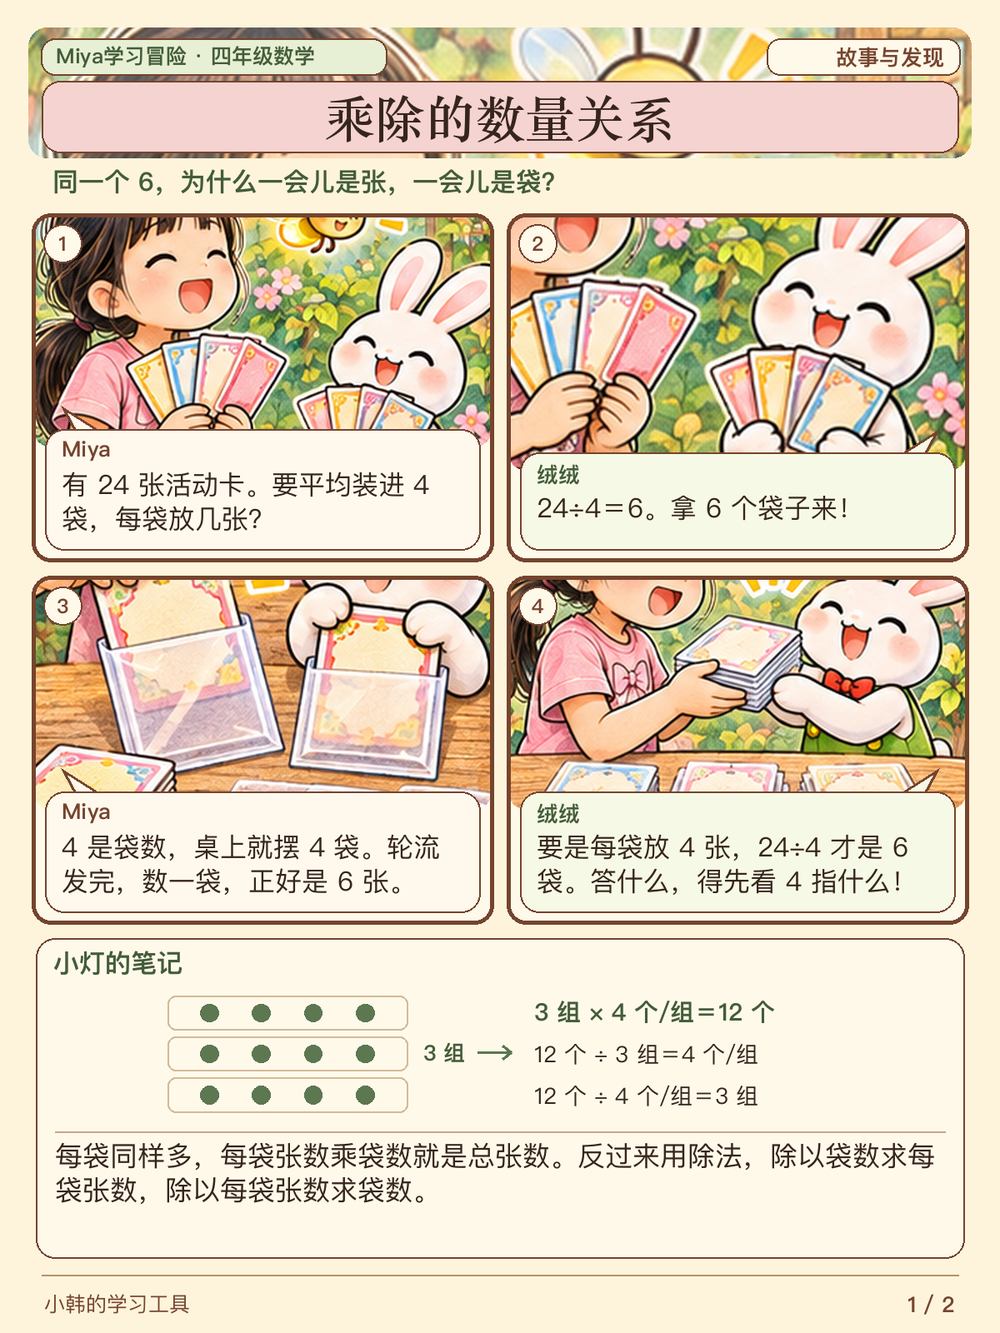 Miya学习冒险 · 四年级数学
故事与发现
乘除的数量关系
同一个 6，为什么一会儿是张，一会儿是袋？
1
Miya
有 24 张活动卡。要平均装进 4
袋，每袋放几张？
2
绒绒
24÷4＝6。拿 6 个袋子来！
3
Miya
4 是袋数，桌上就摆 4 袋。轮流
发完，数一袋，正好是 6 张。
4
绒绒
要是每袋放 4 张，24÷4 才是 6
袋。答什么，得先看 4 指什么！
小灯的笔记
3 组 × 4 个/组＝12 个
3 组 → 12 个 ÷ 3 组＝4 个/组
12 个 ÷ 4 个/组＝3 组
每袋同样多，每袋张数乘袋数就是总张数。反过来用除法，除以袋数求每
袋张数，除以每袋张数求袋数。
小韩的学习工具
1 / 2